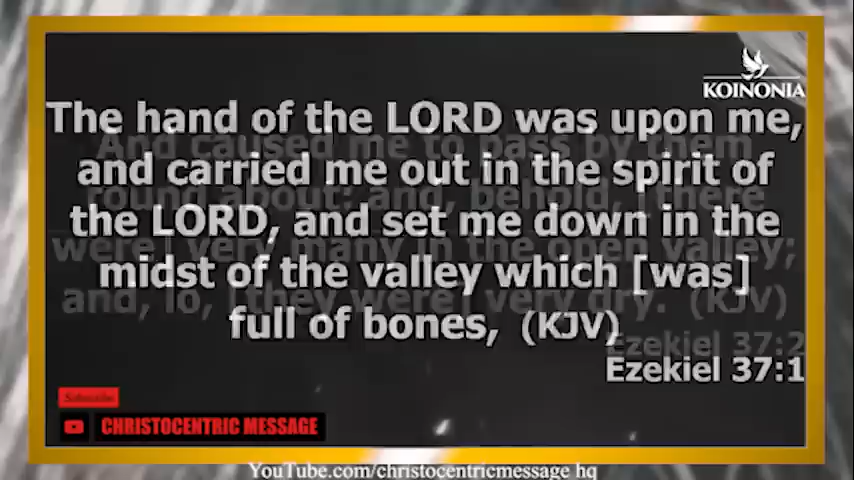 KOINONIA
The hand of the LORD was upon me,
And caused me to pass by them
and carried me out in the spirit of
round about: and, behold, [there
the LORD, and set me down in the
were] very many in the open valley;
midst of the valley which [was]
and, lo, [they were] very dry. (KJV)
full of bones, (KJV)
Ezekiel 37:2
Ezekiel 37:1
Subscribe
CHRISTOCENTRIC MESSAGE
YouTube.com/christocentricmessage hq